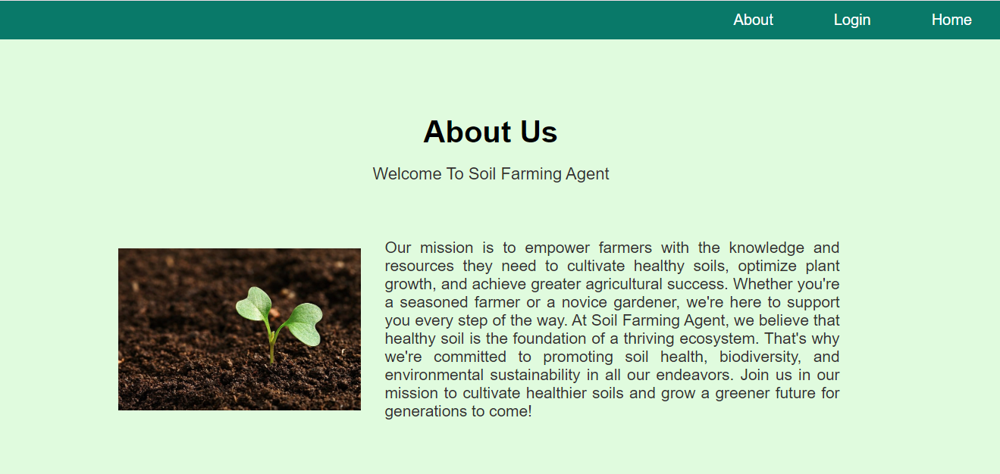 About Login Home
About Us
Welcome To Soil Farming Agent
Our mission is to empower farmers with the knowledge and
resources they need to cultivate healthy soils, optimize plant
growth, and achieve greater agricultural success. Whether you're
a seasoned farmer or a novice gardener, we're here to support
you every step of the way. At Soil Farming Agent, we believe that
healthy soil is the foundation of a thriving ecosystem. That's why
we're committed to promoting soil health, biodiversity, and
environmental sustainability in all our endeavors. Join us in our
mission to cultivate healthier soils and grow a greener future for
generations to come!